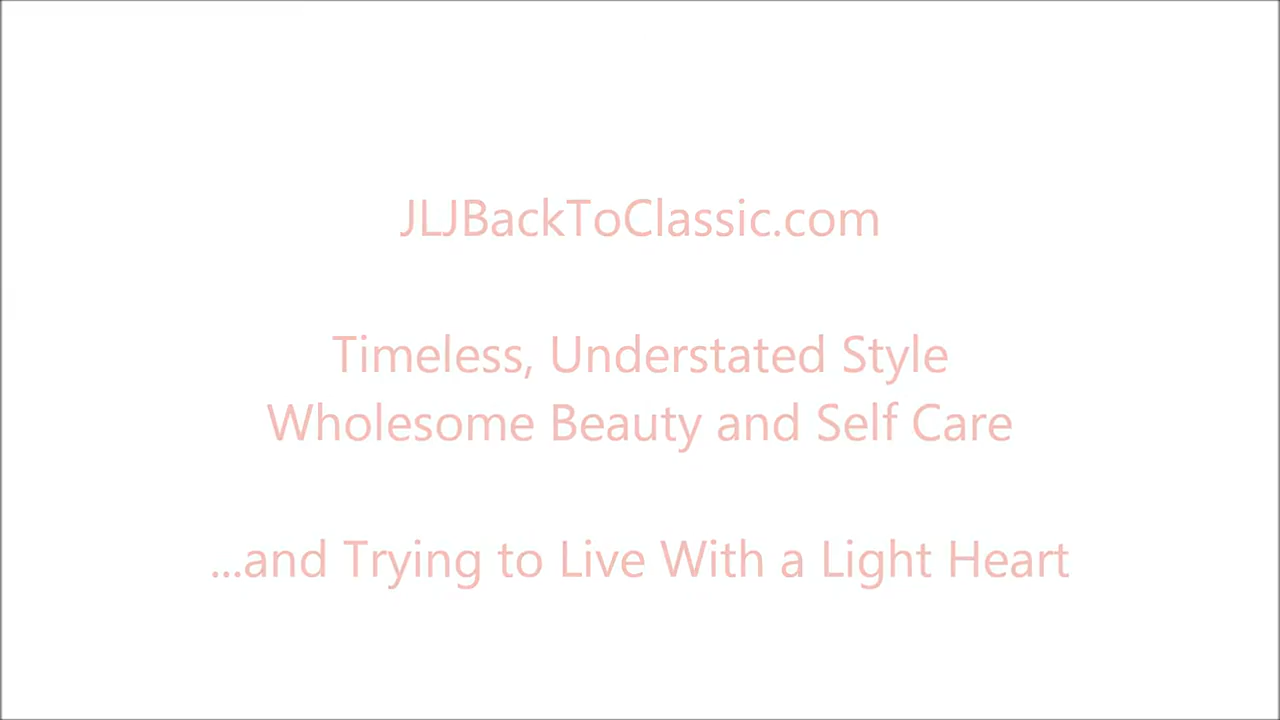 JLJBackToClassic.com
Timeless, Understated Style
Wholesome Beauty and Self Care
...and Trying to Live With a Light Heart